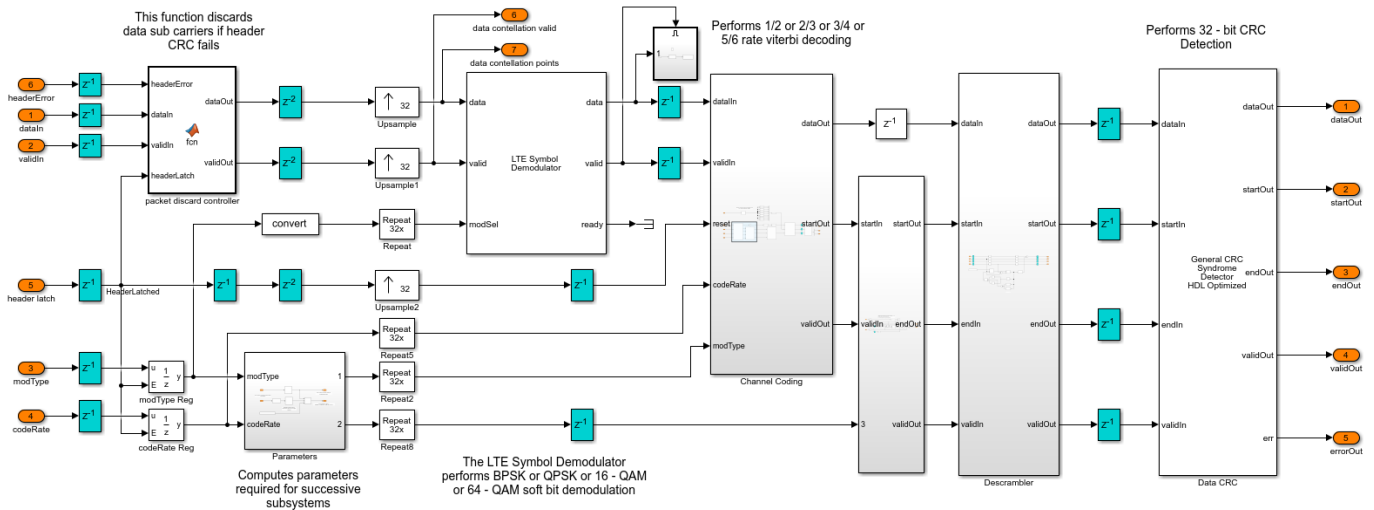 This function discards
data sub carriers if header
CRC fails
6
data contellation valid
7
data contellation points
Performs 1/2 or 2/3 or 3/4 or
5/6 rate viterbi decoding
Performs 32 - bit CRC
Detection
6
headerError
1
dataIn
2
validIn
z-1
z-1
z-1
headerError
dataIn
validIn
headerLatch
fcn
dataOut
validOut
packet discard controller
z-2
z-2
32
Upsample
32
Upsample1
data
valid
modSel
LTE Symbol
Demodulator
data
valid
ready
1
z-1
z-1
convert
Repeat
32x
Repeat
5
header latch
z-1
HeaderLatched
z-1
z-2
32
Upsample2
z-1
Repeat
32x
Repeat5
3
modType
z-1
u
E
1
z
y
modType Reg
4
codeRate
z-1
u
E
1
z
y
codeRate Reg
modType
codeRate
1
2
Parameters
Repeat
32x
Repeat2
Repeat
32x
Repeat8
z-1
dataIn
validIn
reset
codeRate
modType
dataOut
startOut
validOut
Channel Coding
z-1
startIn
validIn
3
startOut
endOut
validOut
dataIn
startIn
endIn
validIn
dataOut
startOut
endOut
validOut
Descrambler
z-1
z-1
z-1
z-1
dataIn
startIn
endIn
validIn
General CRC
Syndrome
Detector
HDL Optimized
dataOut
startOut
endOut
validOut
err
Data CRC
1
dataOut
2
startOut
3
endOut
4
validOut
5
errorOut
Computes parameters
required for successive
subsystems
The LTE Symbol Demodulator
performs BPSK or QPSK or 16 - QAM
or 64 - QAM soft bit demodulation